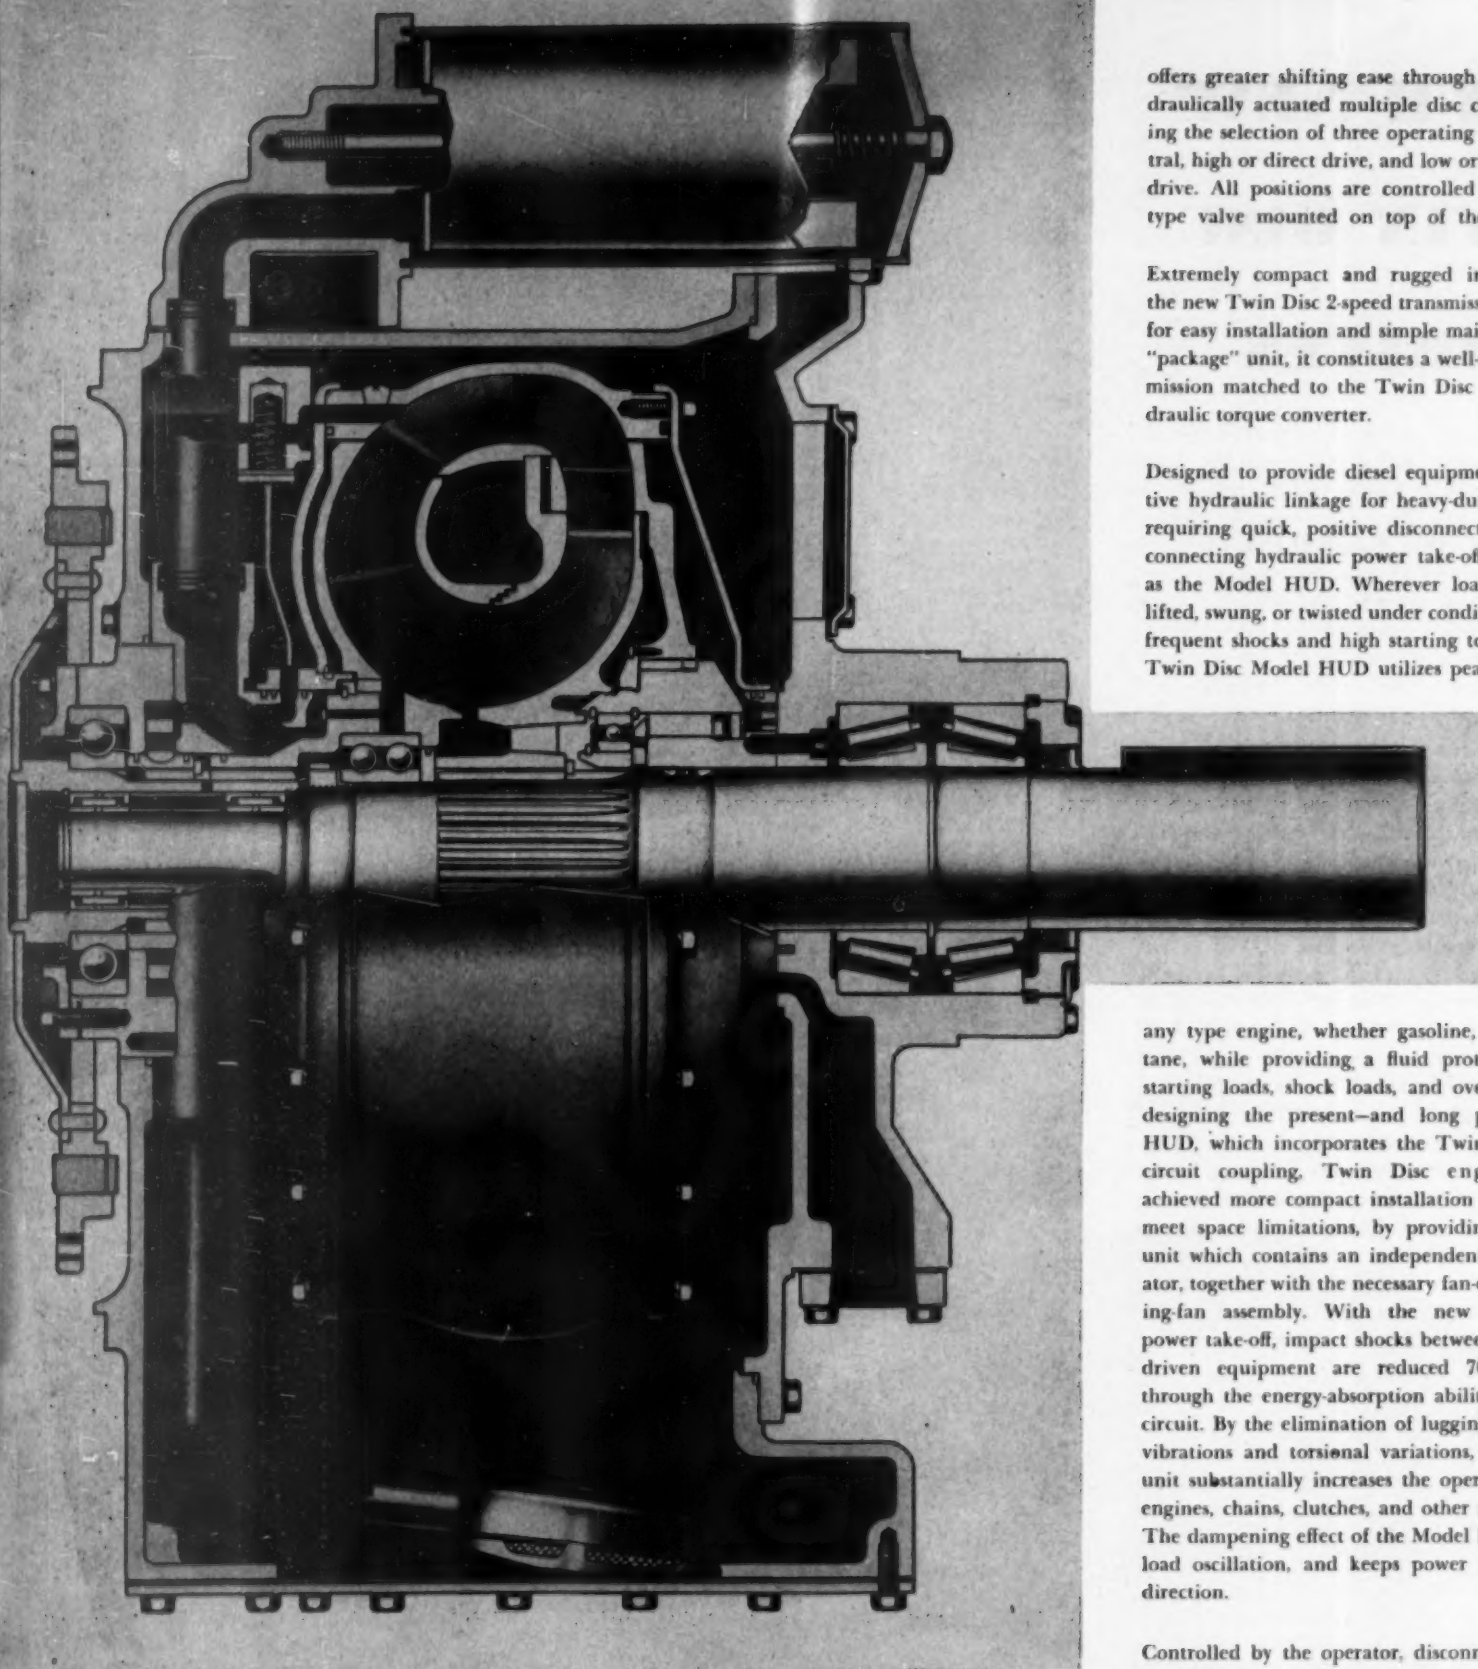 offers greater shifting ease through
draulically actuated multiple disc c
ing the selection of three operating
tral, high or direct drive, and low or
drive. All positions are controlled
type valve mounted on top of the
Extremely compact and rugged in
the new Twin Disc 2-speed transmiss
for easy installation and simple mai
"package" unit, it constitutes a well-
mission matched to the Twin Disc
draulic torque converter.
Designed to provide diesel equipme
tive hydraulic linkage for heavy-du
requiring quick, positive disconnect
connecting hydraulic power take-off
as the Model HUD. Wherever loa
lifted, swung, or twisted under condi
frequent shocks and high starting to
Twin Disc Model HUD utilizes pea
any type engine, whether gasoline,
tane, while providing a fluid pro
starting loads, shock loads, and ove
designing the present—and long p
HUD, which incorporates the Twin
circuit coupling, Twin Disc eng
achieved more compact installation
meet space limitations, by providin
unit which contains an independen
ator, together with the necessary fan-
ing-fan assembly. With the new
power take-off, impact shocks betwee
driven equipment are reduced 70
through the energy-absorption abili
circuit. By the elimination of luggin
vibrations and torsional variations,
unit substantially increases the oper
engines, chains, clutches, and other
The dampening effect of the Model
load oscillation, and keeps power
direction.
Controlled by the operator, disconn